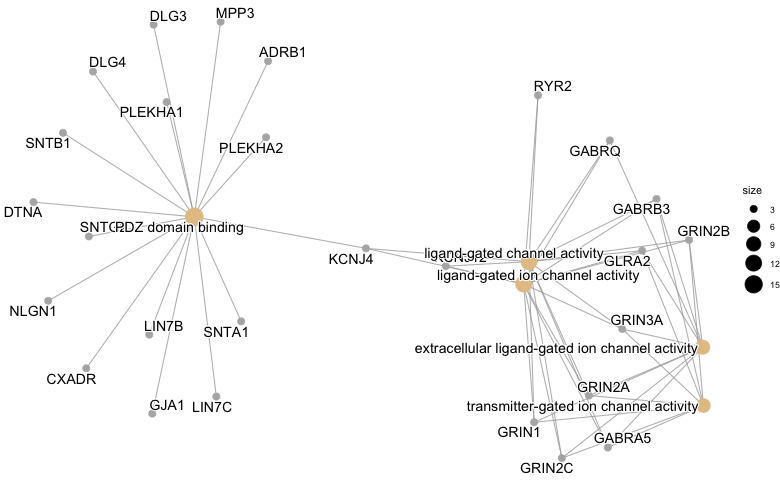 DLG3
MPP3
DLG4
ADRB1
PLEKHA1
SNTB1
PLEKHA2
DTNA
PDZ domain binding
NLGN1
LIN7B
SNTA1
CXADR
GJA1
LIN7C
KCNJ4
RYR2
GABRQ
GABRB3
GRIN2B
ligand-gated channel activity
GLRA2
ligand-gated ion channel activity
GRIN3A
extracellular ligand-gated ion channel activity
GRIN2A
transmitter-gated ion channel activity
GRIN1
GABRA5
GRIN2C
size
3
6
9
12
15